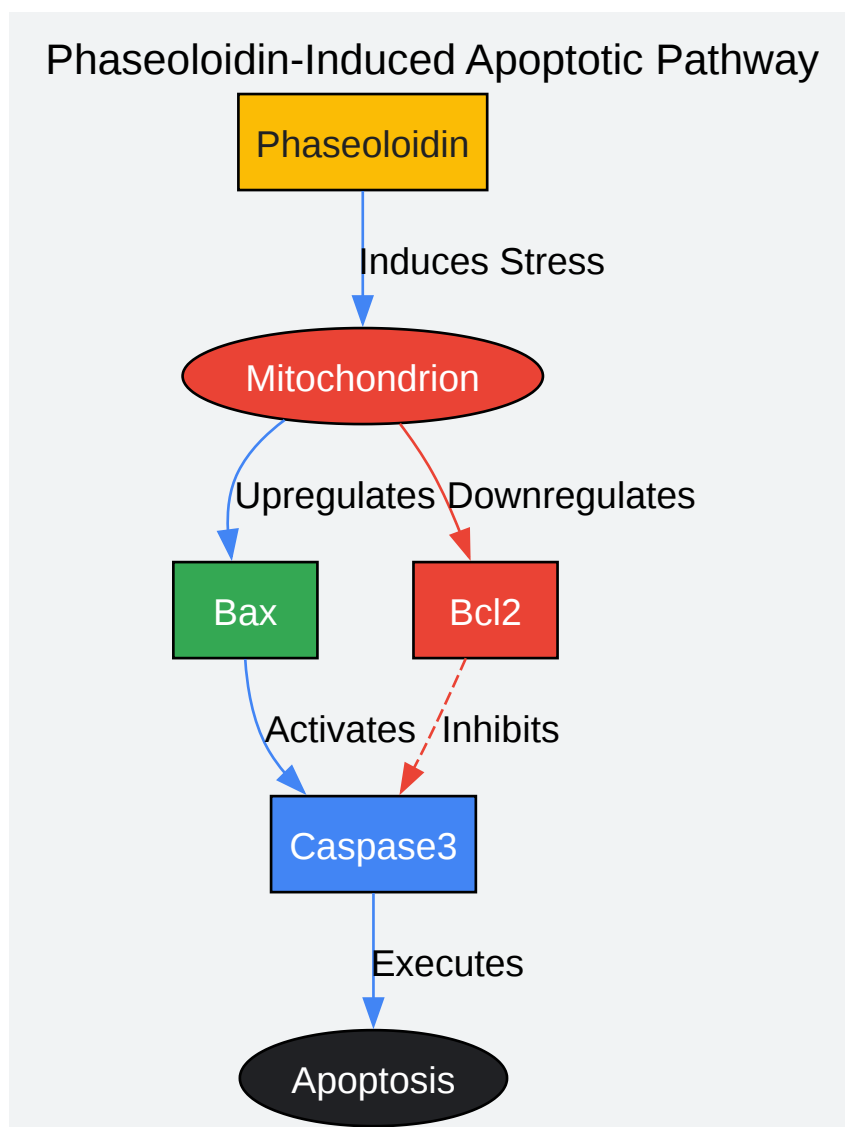 Phaseoloidin-Induced Apoptotic Pathway
Phaseoloidin
Induces Stress
Mitochondrion
Upregulates
Downregulates
Bax
Bcl2
Activates
Inhibits
Caspase3
Executes
Apoptosis